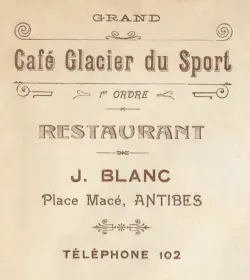 GRAND
Café Glacier du Sport
1er ORDRE
RESTAURANT
J. BLANC
Place Macé, ANTIBES
TÉLÉPHONE 102